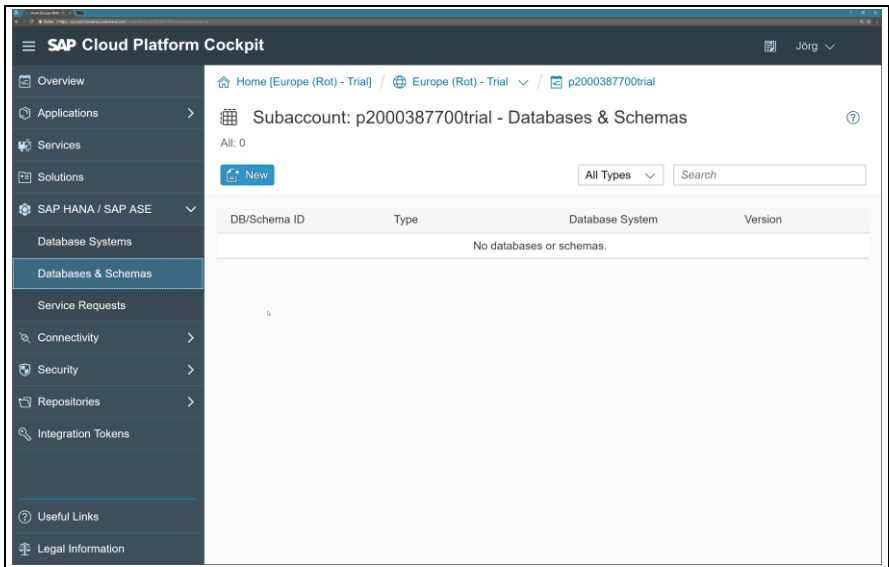 SAP Cloud Platform Cockpit
Jörg
Overview
Applications
Services
Solutions
SAP HANA / SAP ASE
Database Systems
Databases & Schemas
Service Requests
Connectivity
Security
Repositories
Integration Tokens
Useful Links
Legal Information
Home [Europe (Rot) - Trial] / Europe (Rot) - Trial / p2000387700trial
Subaccount: p2000387700trial - Databases & Schemas
All: 0
New
All Types
Search
DB/Schema ID Type Database System Version
No databases or schemas.